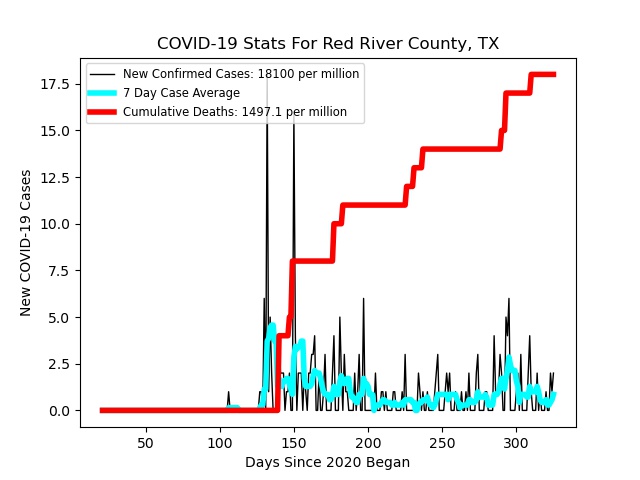 COVID-19 Stats For Red River County, TX
New Confirmed Cases: 18100 per million
7 Day Case Average
Cumulative Deaths: 1497.1 per million
New COVID-19 Cases
17.5
15.0
12.5
10.0
7.5
5.0
2.5
0.0
50 100 150 200 250 300
Days Since 2020 Began